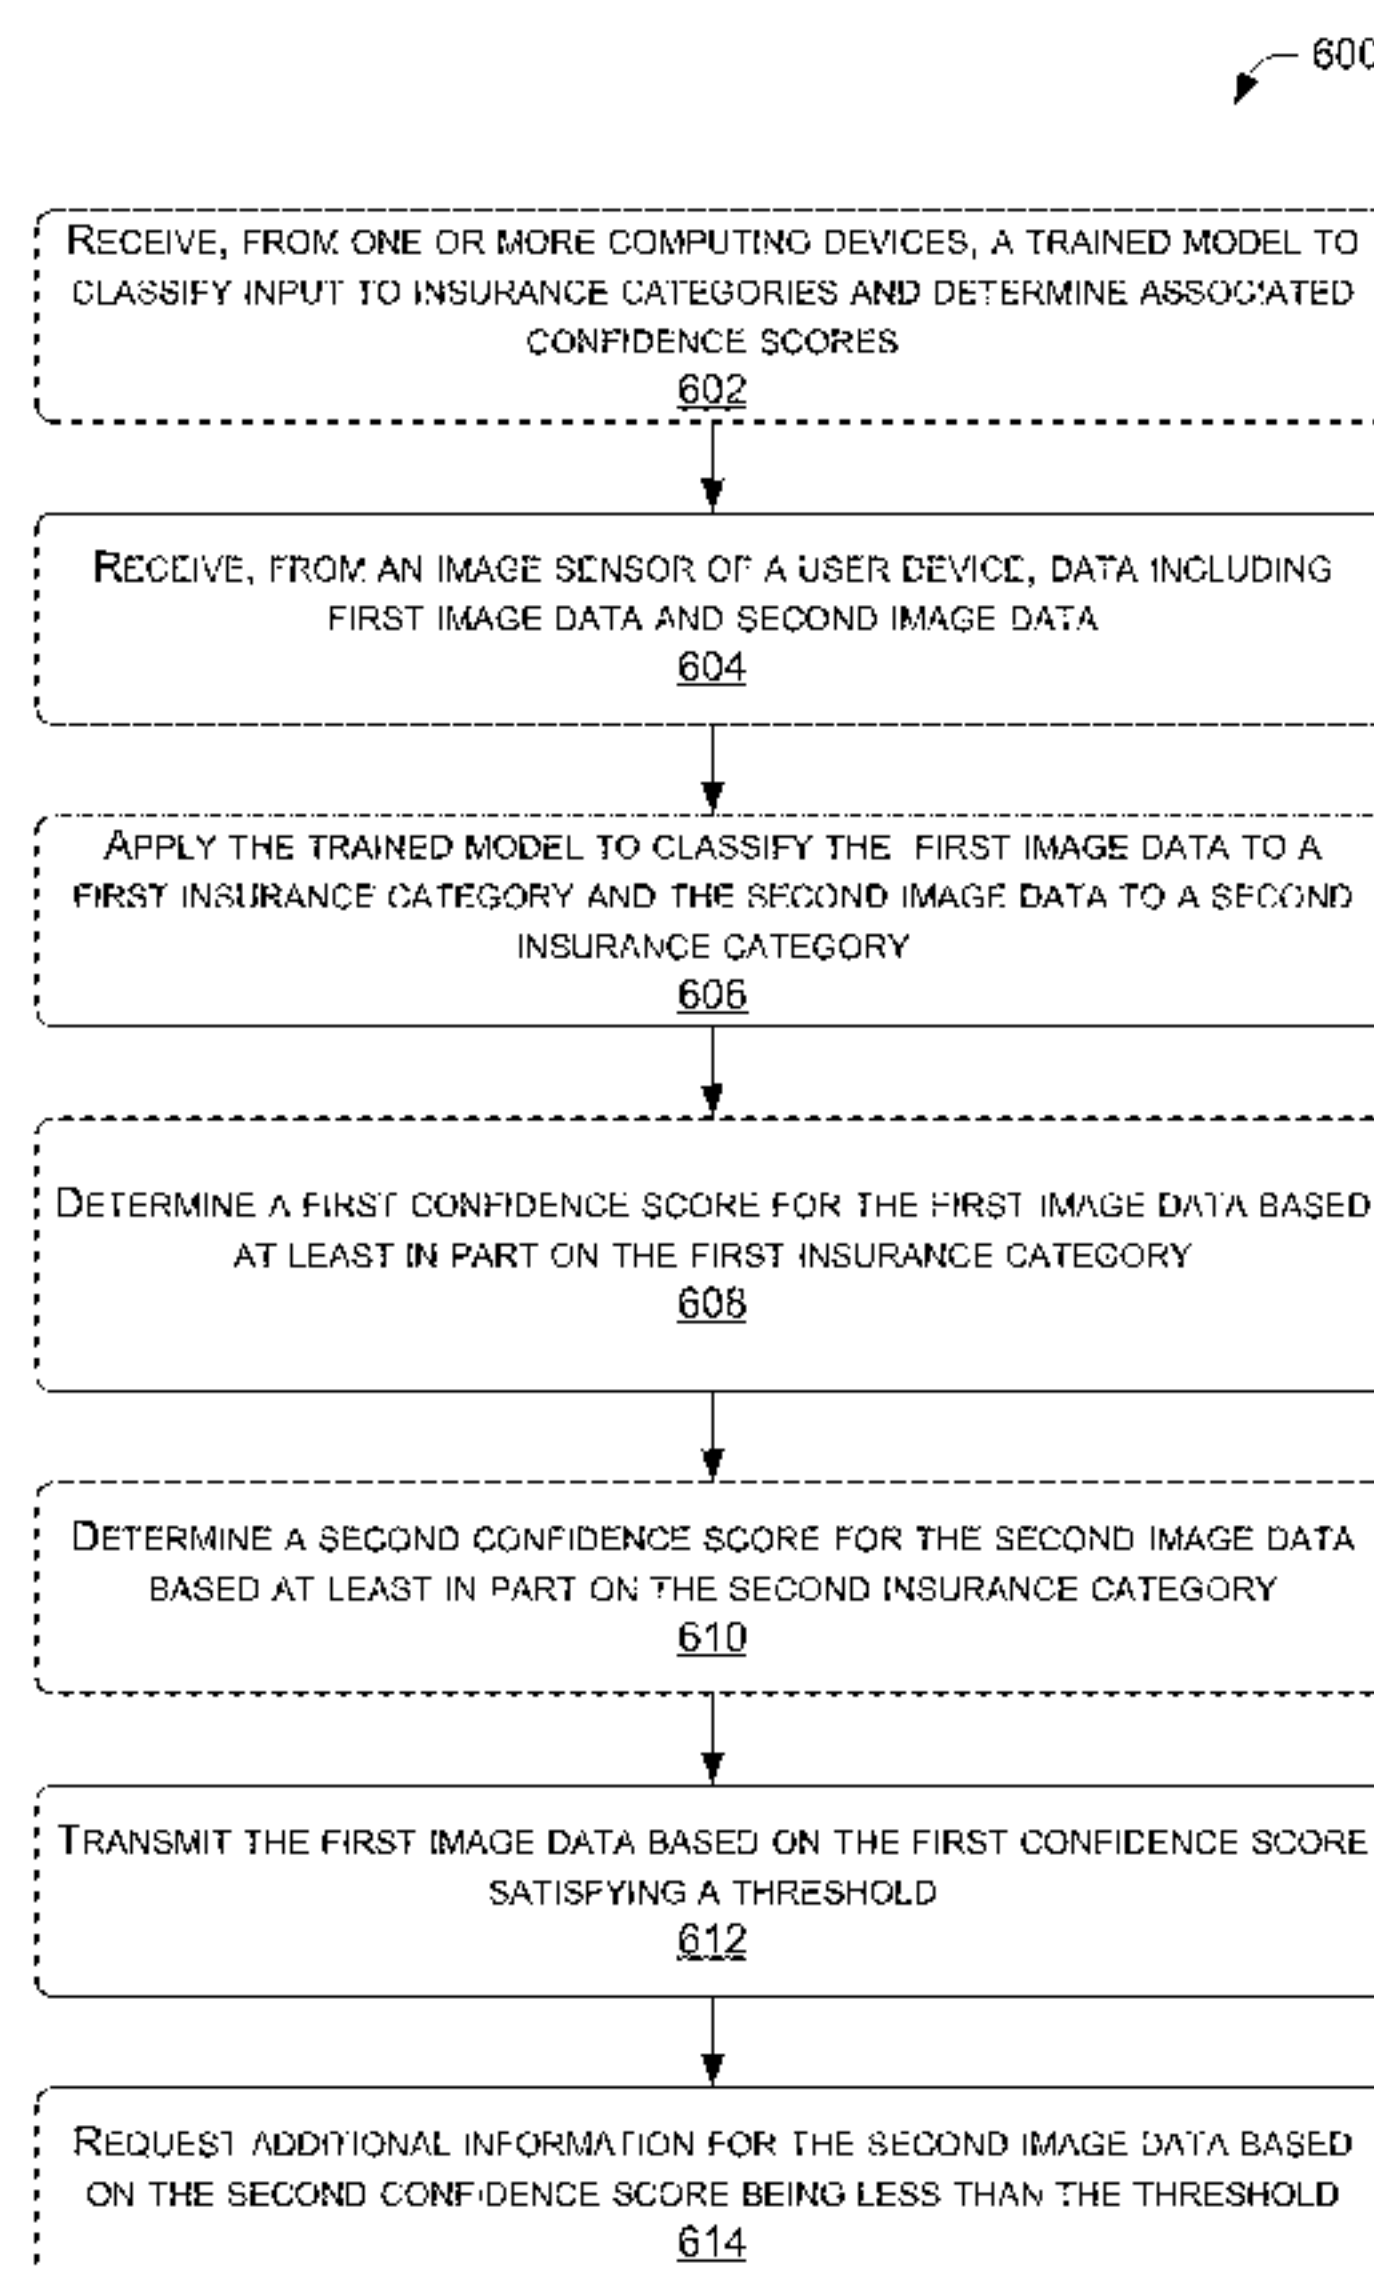 600
RECEIVE, FROM ONE OR MORE COMPUTING DEVICES, A TRAINED MODEL TO
CLASSIFY INPUT TO INSURANCE CATEGORIES AND DETERMINE ASSOCIATED
CONFIDENCE SCORES
602
RECEIVE, FROM AN IMAGE SENSOR OF A USER DEVICE, DATA INCLUDING
FIRST IMAGE DATA AND SECOND IMAGE DATA
604
APPLY THE TRAINED MODEL TO CLASSIFY THE FIRST IMAGE DATA TO A
FIRST INSURANCE CATEGORY AND THE SECOND IMAGE DATA TO A SECOND
INSURANCE CATEGORY
606
DETERMINE A FIRST CONFIDENCE SCORE FOR THE FIRST IMAGE DATA BASED
AT LEAST IN PART ON THE FIRST INSURANCE CATEGORY
608
DETERMINE A SECOND CONFIDENCE SCORE FOR THE SECOND IMAGE DATA
BASED AT LEAST IN PART ON THE SECOND INSURANCE CATEGORY
610
TRANSMIT THE FIRST IMAGE DATA BASED ON THE FIRST CONFIDENCE SCORE
SATISFYING A THRESHOLD
612
REQUEST ADDITIONAL INFORMATION FOR THE SECOND IMAGE DATA BASED
ON THE SECOND CONFIDENCE SCORE BEING LESS THAN THE THRESHOLD
614